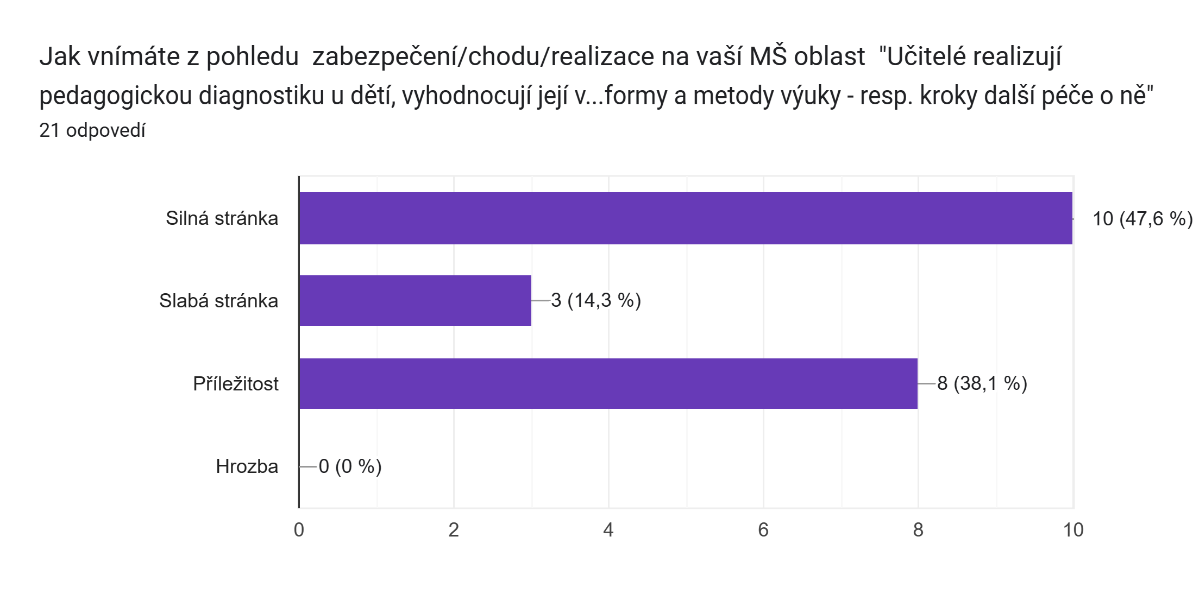 Jak vnímáte z pohledu  zabezpečení/chodu/realizace na vaší MŠ oblast  "Učitelé realizují
pedagogickou diagnostiku u dětí, vyhodnocují její v...formy a metody výuky - resp. kroky další péče o ně"
21 odpovedí
Silná stránka
10 (47,6 %)
Slabá stránka
3 (14,3 %)
Příležitost
8 (38,1 %)
Hrozba
0 (0 %)
0 2 4 6 8 10